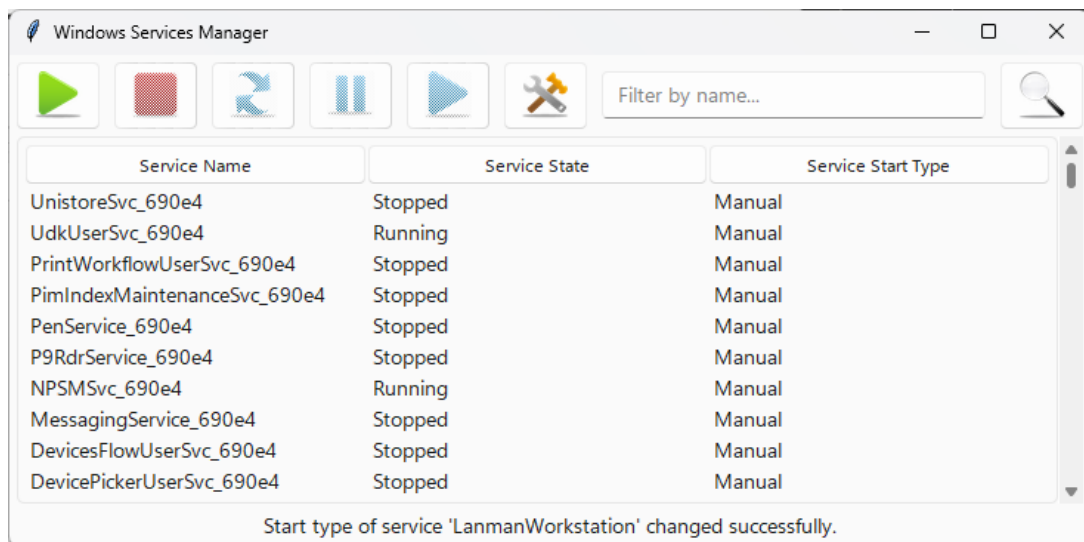 Windows Services Manager
Filter by name...
Service Name Service State Service Start Type
UnistoreSvc_690e4 Stopped Manual
UdkUserSvc_690e4 Running Manual
PrintWorkflowUserSvc_690e4 Stopped Manual
PimIndexMaintenanceSvc_690e4 Stopped Manual
PenService_690e4 Stopped Manual
P9RdrService_690e4 Stopped Manual
NPSMSvc_690e4 Running Manual
MessagingService_690e4 Stopped Manual
DevicesFlowUserSvc_690e4 Stopped Manual
DevicePickerUserSvc_690e4 Stopped Manual
Start type of service 'LanmanWorkstation' changed successfully.